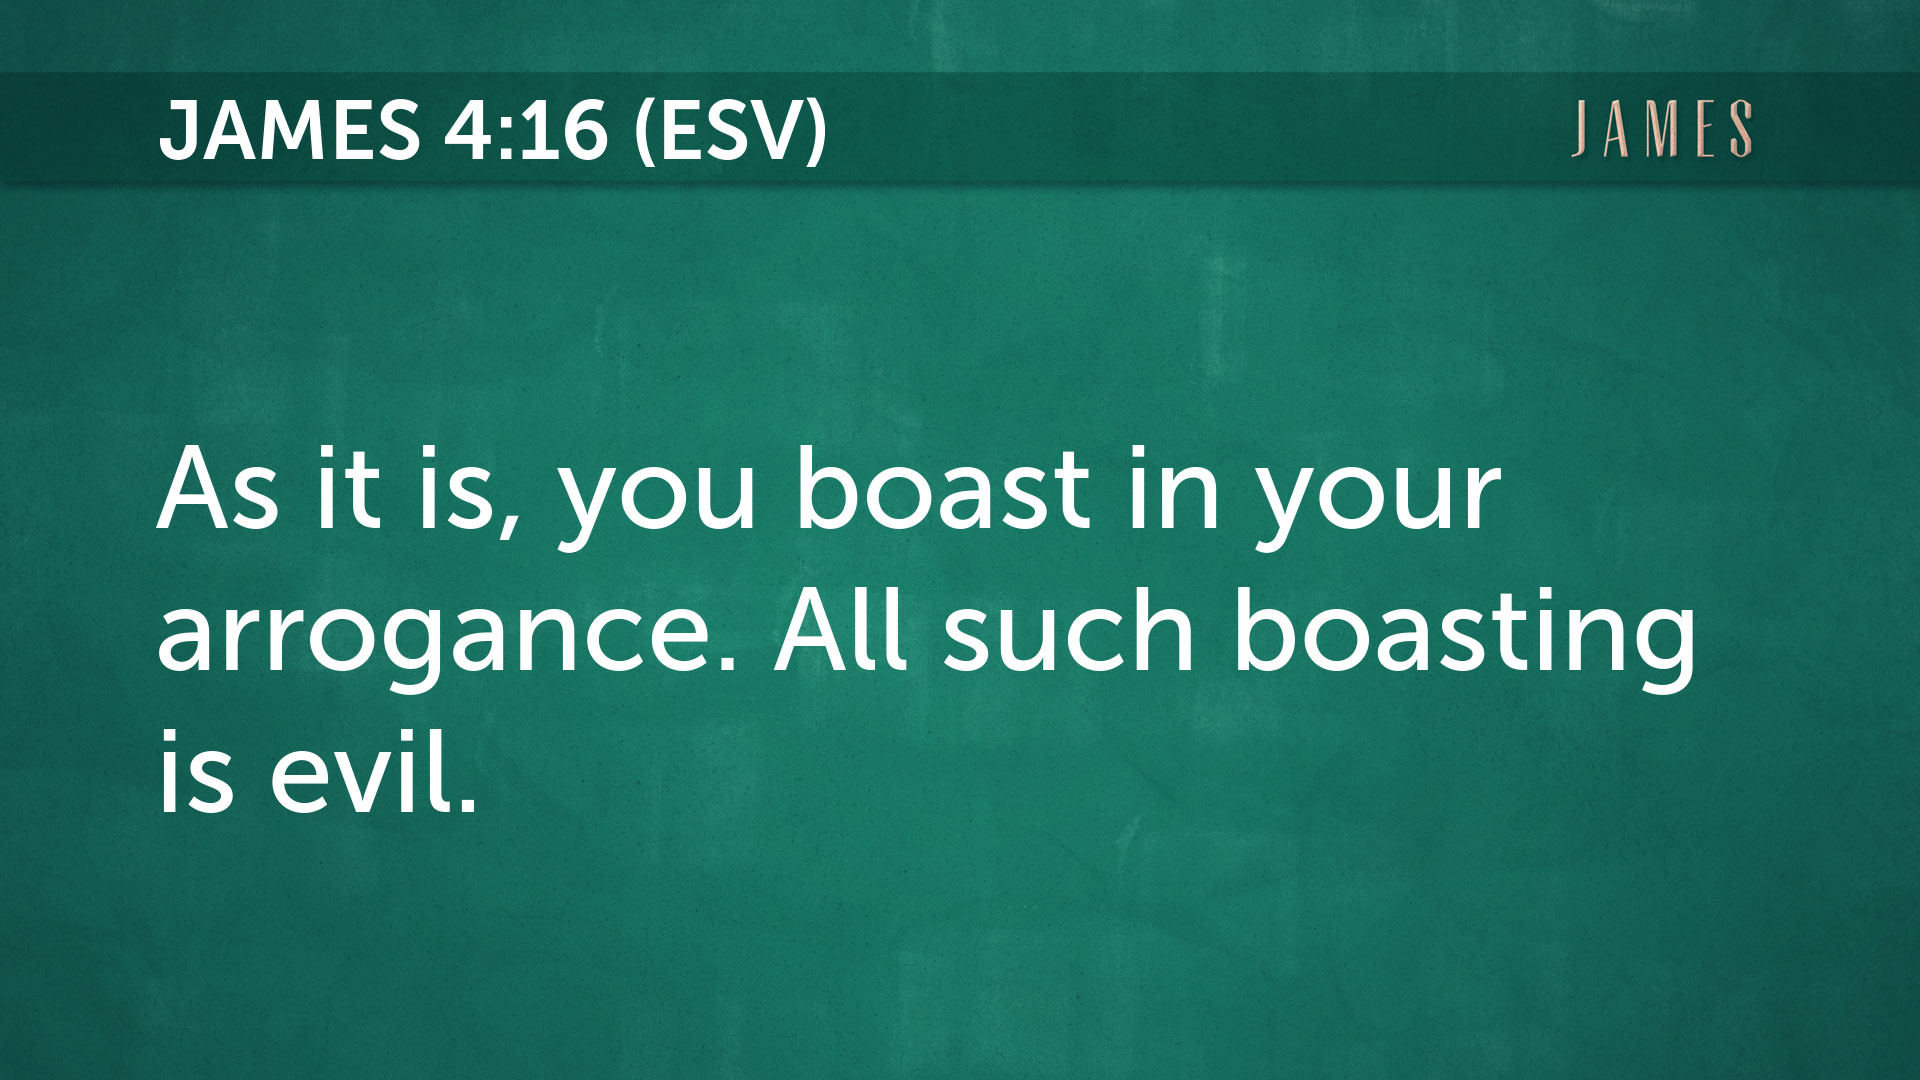 JAMES 4:16 (ESV)
JAMES
As it is, you boast in your
arrogance. All such boasting
is evil.